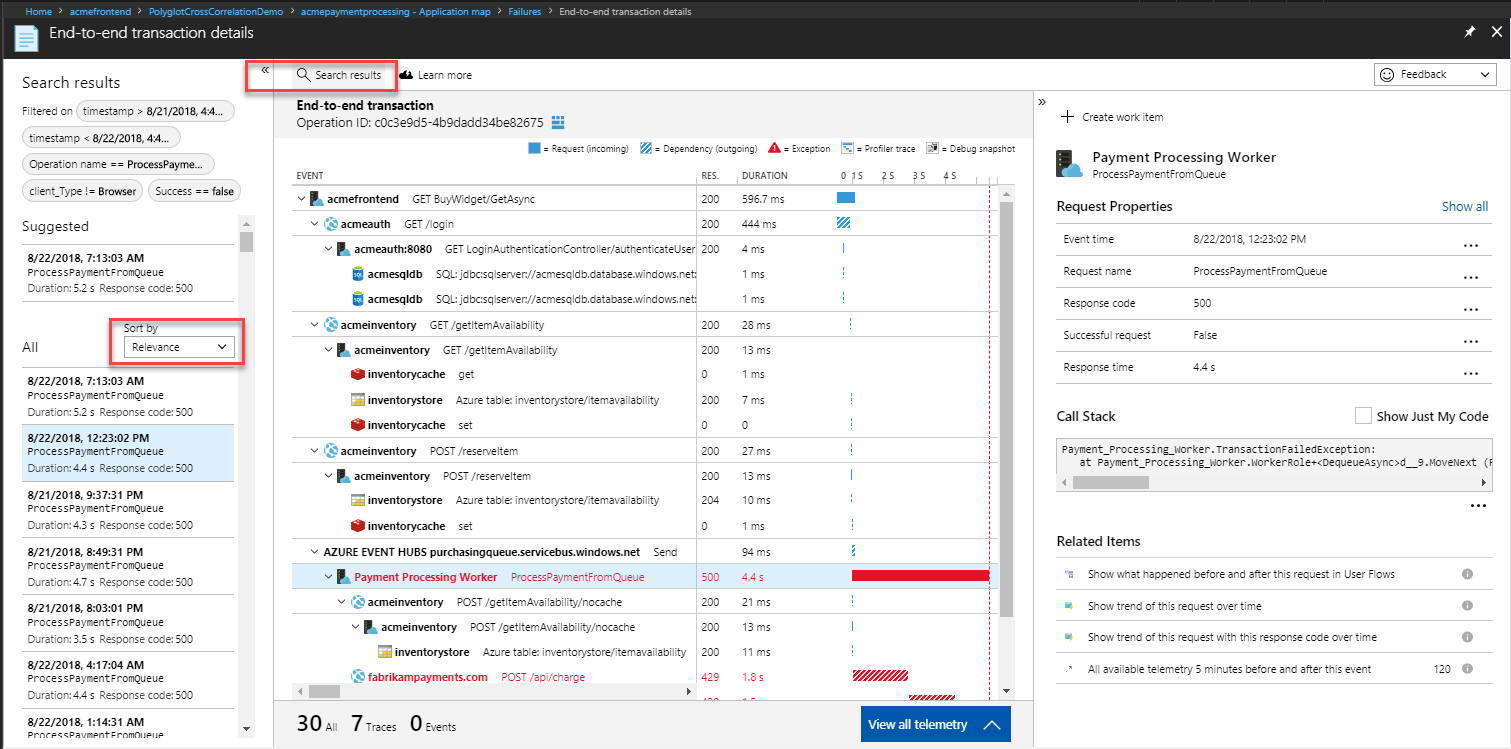 Home > acmefrontend > PolyglotCrossCorrelationDemo > acmepaymentprocessing - Application map > Failures > End-to-end transaction details
End-to-end transaction details
Search results
Filtered on timestamp > 8/21/2018, 4:4...
timestamp < 8/22/2018, 4:4...
Operation name == ProcessPayme...
client_Type != Browser Success == false
Suggested
8/22/2018, 7:13:03 AM
ProcessPaymentFromQueue
Duration: 5.2 s Response code: 500
All
Sort by
Relevance
8/22/2018, 7:13:03 AM
ProcessPaymentFromQueue
Duration: 5.2 s Response code: 500
8/22/2018, 12:23:02 PM
ProcessPaymentFromQueue
Duration: 4.4 s Response code: 500
8/21/2018, 9:37:31 PM
ProcessPaymentFromQueue
Duration: 4.3 s Response code: 500
8/21/2018, 8:49:31 PM
ProcessPaymentFromQueue
Duration: 4.7 s Response code: 500
8/21/2018, 8:03:01 PM
ProcessPaymentFromQueue
Duration: 3.5 s Response code: 500
8/22/2018, 4:17:04 AM
ProcessPaymentFromQueue
Duration: 4.4 s Response code: 500
8/22/2018, 1:14:31 AM
ProcessPaymentFromQueue
« Search results Learn more
Feedback
End-to-end transaction
Operation ID: c0c3e9d5-4b9dadd34be82675
= Request (incoming) = Dependency (outgoing) = Exception = Profiler trace = Debug snapshot
EVENT RES. DURATION 0 1 S 2 S 3 S 4 S
acmefrontend GET BuyWidget/GetAsync 200 596.7 ms
acmeauth GET /login 200 444 ms
acmeauth:8080 GET LoginAuthenticationController/authenticateUser 200 4 ms
SQL acmesqldb SQL: jdbc:sqlserver://acmesqldb.database.windows.net: 1 ms
SQL acmesqldb SQL: jdbc:sqlserver://acmesqldb.database.windows.net: 1 ms
acmeinventory GET /getItemAvailability 200 28 ms
acmeinventory GET /getItemAvailability 200 13 ms
inventorycache get 0 1 ms
inventorystore Azure table: inventorystore/itemavailability 200 7 ms
inventorycache set 0 0
acmeinventory POST /reserveItem 200 27 ms
acmeinventory POST /reserveItem 200 13 ms
inventorystore Azure table: inventorystore/itemavailability 204 10 ms
inventorycache set 0 1 ms
AZURE EVENT HUBS purchasingqueue.servicebus.windows.net Send 94 ms
Payment Processing Worker ProcessPaymentFromQueue 500 4.4 s
acmeinventory POST /getItemAvailability/nocache 200 21 ms
acmeinventory POST /getItemAvailability/nocache 200 13 ms
inventorystore Azure table: inventorystore/itemavailability 200 11 ms
fabrikampayments.com POST /api/charge 429 1.8 s
30 All 7 Traces 0 Events
View all telemetry
»
Create work item
Payment Processing Worker
ProcessPaymentFromQueue
Request Properties Show all
Event time 8/22/2018, 12:23:02 PM ...
Request name ProcessPaymentFromQueue ...
Response code 500 ...
Successful request False ...
Response time 4.4 s ...
Call Stack Show Just My Code
Payment_Processing_Worker.TransactionFailedException:
at Payment_Processing_Worker.WorkerRole+<DequeueAsync>d__9.MoveNext (
...
Related Items
Show what happened before and after this request in User Flows
Show trend of this request over time
Show trend of this request with this response code over time
All available telemetry 5 minutes before and after this event 120